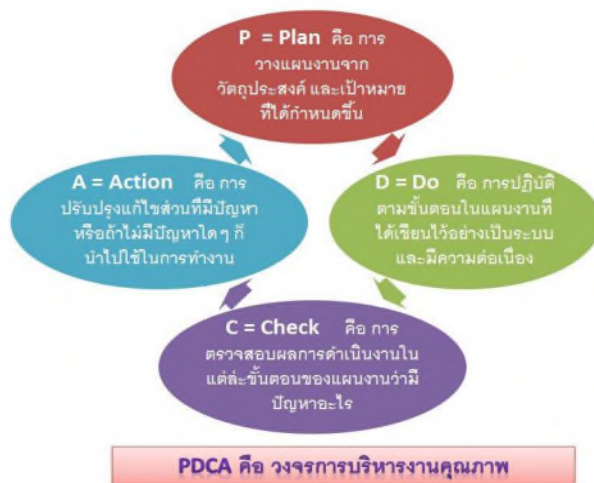 P = Plan คือ การ
วางแผนงานจาก
วัตถุประสงค์ และเป้าหมาย
ที่ได้กำหนดขึ้น
A = Action คือ การ
ปรับปรุงแก้ไขส่วนที่มีปัญหา
หรือถ้าไม่มีปัญหาใดๆ ก็
นำไปใช้ในการทำงาน
D = Do คือ การปฏิบัติ
ตามขั้นตอนในแผนงานที่
ได้เขียนไว้อย่างเป็นระบบ
และมีความต่อเนื่อง
C = Check คือ การ
ตรวจสอบผลการดำเนินงานใน
แต่ล่ะขั้นตอนของแผนงานว่ามี
ปัญหาอะไร
PDCA คือ วงจรการบริหารงานคุณภาพ